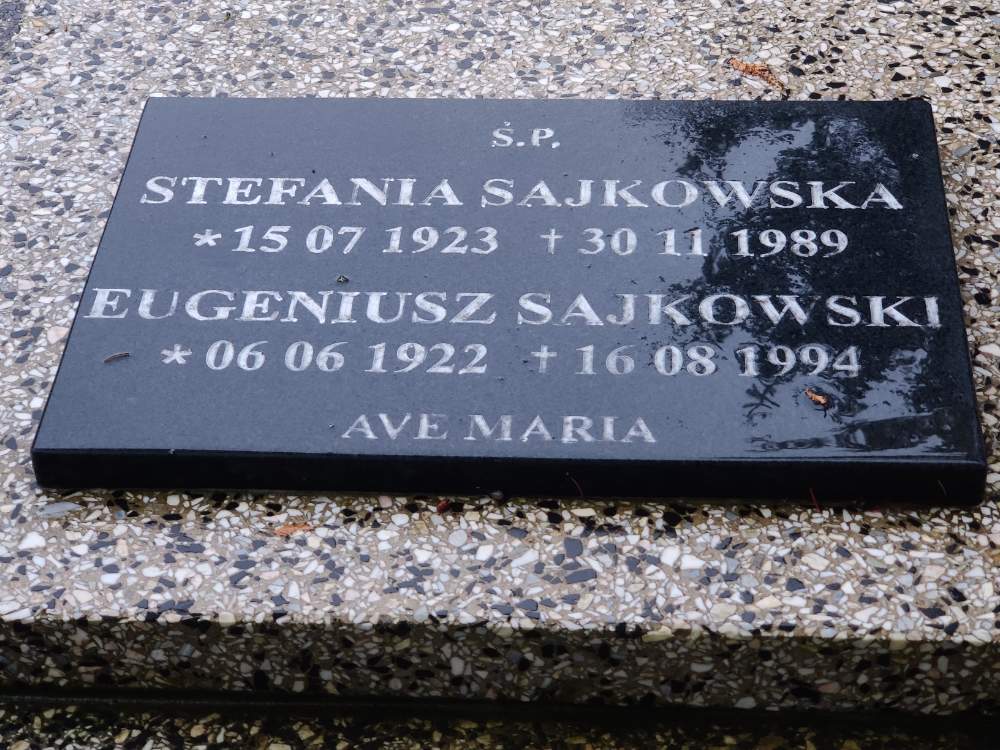 Ś.P.
STEFANIA SAJKOWSKA
* 15 07 1923 † 30 11 1989
EUGENIUSZ SAJKOWSKI
* 06 06 1922 † 16 08 1994
AVE MARIA